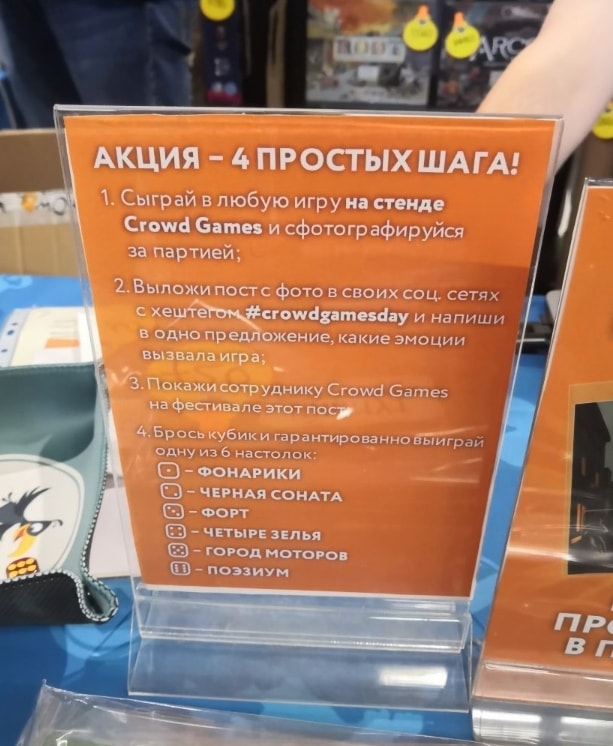 АКЦИЯ – 4 ПРОСТЫХ ШАГА!
1. Сыграй в любую игру на стенде
Crowd Games и сфотографируйся
за партией;
2. Выложи пост с фото в своих соц. сетях
с хештегом #crowdgamesday и напиши
в одно предложение, какие эмоции
вызвала игра;
3. Покажи сотруднику Crowd Games
на фестивале этот пост
4. Брось кубик и гарантированно выиграй
одну из 6 настолок:
– ФОНАРИКИ
– ЧЕРНАЯ СОНАТА
– ФОРТ
– ЧЕТЫРЕ ЗЕЛЬЯ
– ГОРОД МОТОРОВ
– ПОЭЗИУМ